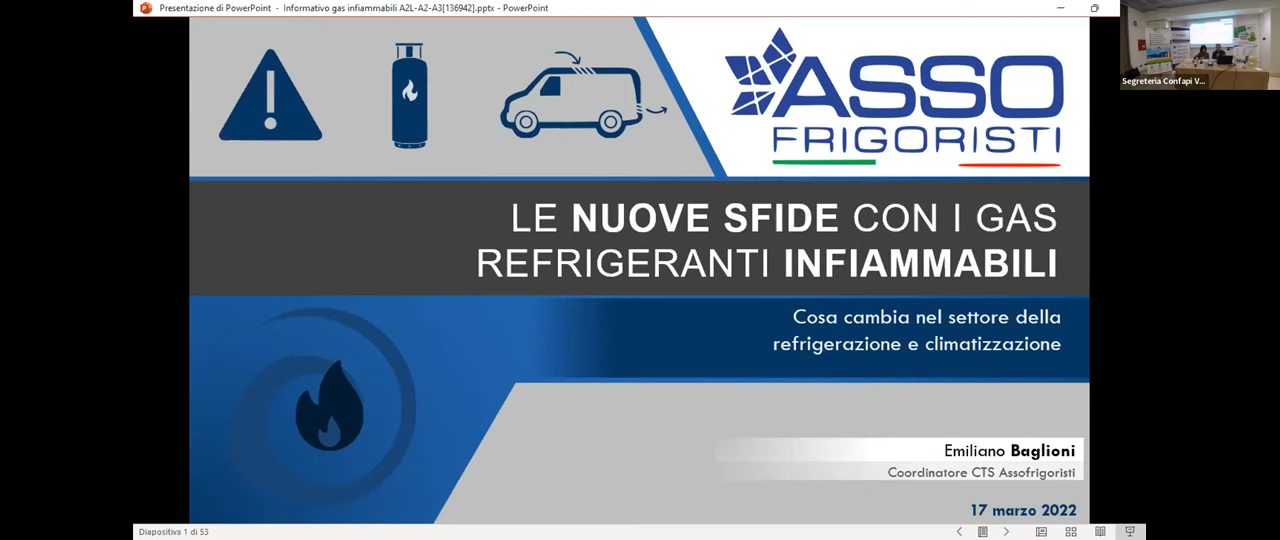 Presentazione di PowerPoint - Informativo gas infiammabili A2L-A2-A3[136942].pptx - PowerPoint
Segreteria Confapi V...
ASSO
FRIGORISTI
LE NUOVE SFIDE CON I GAS
REFRIGERANTI INFIAMMABILI
Cosa cambia nel settore della
refrigerazione e climatizzazione
Emiliano Baglioni
Coordinatore CTS Assofrigoristi
17 marzo 2022
Diapositiva 1 di 53